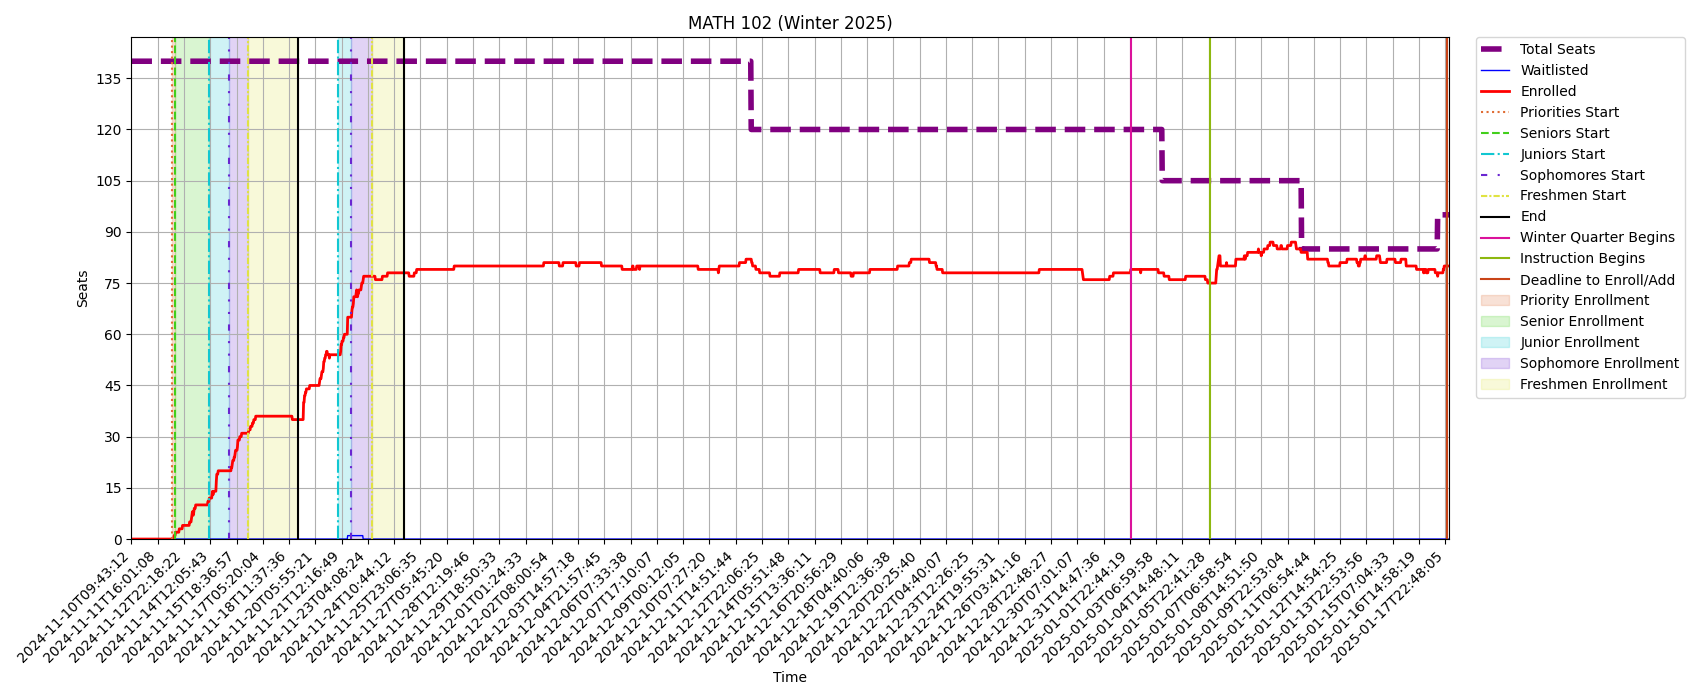 MATH 102 (Winter 2025)
Seats
135
120
105
90
75
60
45
30
15
0
2024-11-10T09:43:12
2024-11-11T16:01:08
2024-11-12T22:18:22
2024-11-14T12:05:43
2024-11-15T18:36:57
2024-11-17T05:20:04
2024-11-18T11:37:36
2024-11-20T05:55:21
2024-11-21T12:16:49
2024-11-23T04:08:24
2024-11-24T10:44:12
2024-11-25T23:06:35
2024-11-27T05:45:20
2024-11-28T12:19:46
2024-11-29T18:50:33
2024-12-01T01:24:33
2024-12-02T08:00:54
2024-12-03T14:57:18
2024-12-04T21:57:45
2024-12-06T07:33:38
2024-12-07T17:10:07
2024-12-09T00:12:05
2024-12-10T07:27:20
2024-12-11T14:51:44
2024-12-12T22:06:25
2024-12-14T05:51:48
2024-12-15T13:36:11
2024-12-16T20:56:29
2024-12-18T04:40:06
2024-12-19T12:36:38
2024-12-20T20:25:40
2024-12-22T04:40:07
2024-12-23T12:26:25
2024-12-24T19:55:31
2024-12-26T03:41:16
2024-12-28T22:48:27
2024-12-30T07:01:07
2024-12-31T14:47:36
2025-01-01T22:44:19
2025-01-03T06:59:58
2025-01-04T14:48:11
2025-01-05T22:41:28
2025-01-07T06:58:54
2025-01-08T14:51:50
2025-01-09T22:53:04
2025-01-11T06:54:44
2025-01-12T14:54:25
2025-01-13T22:53:56
2025-01-15T07:04:33
2025-01-16T14:58:19
2025-01-17T22:48:05
Time
Total Seats
Waitlisted
Enrolled
Priorities Start
Seniors Start
Juniors Start
Sophomores Start
Freshmen Start
End
Winter Quarter Begins
Instruction Begins
Deadline to Enroll/Add
Priority Enrollment
Senior Enrollment
Junior Enrollment
Sophomore Enrollment
Freshmen Enrollment